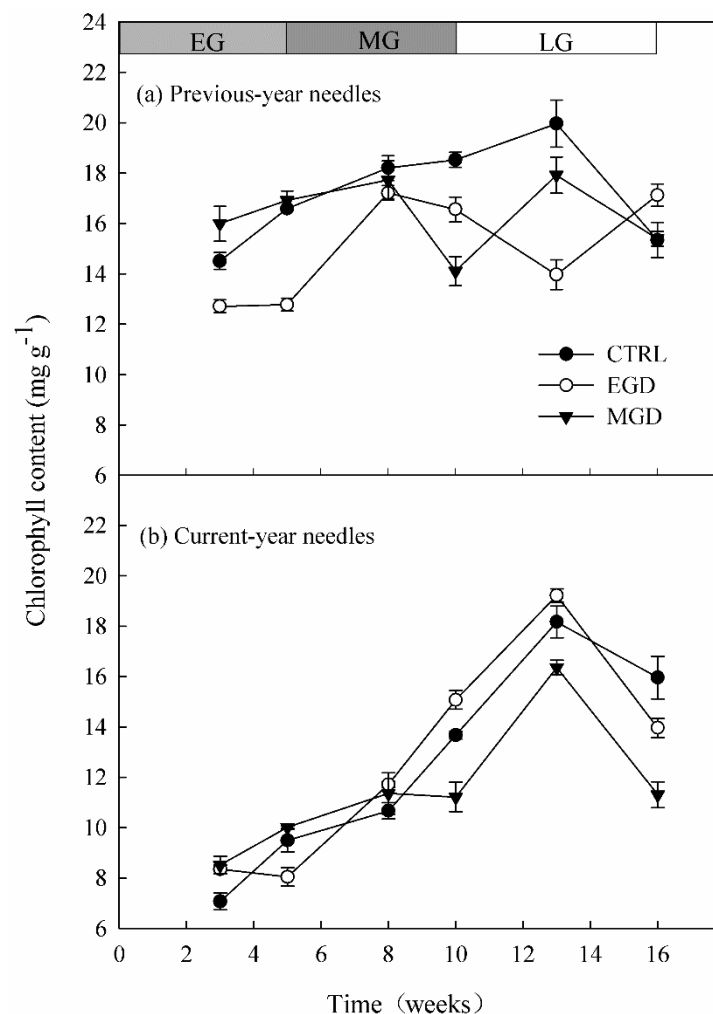 24
EG MG LG
22
(a) Previous-year needles
20
18
16
14
12
CTRL
10
EGD
8
MGD
6
Chlorophyll content (mg g⁻¹)
(b) Current-year needles
22
20
18
16
14
12
10
8
6
0 2 4 6 8 10 12 14 16
Time （weeks）